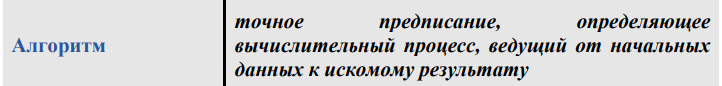 Алгоритм
точное предписание, определяющее
вычислительный процесс, ведущий от начальных
данных к искомому результату